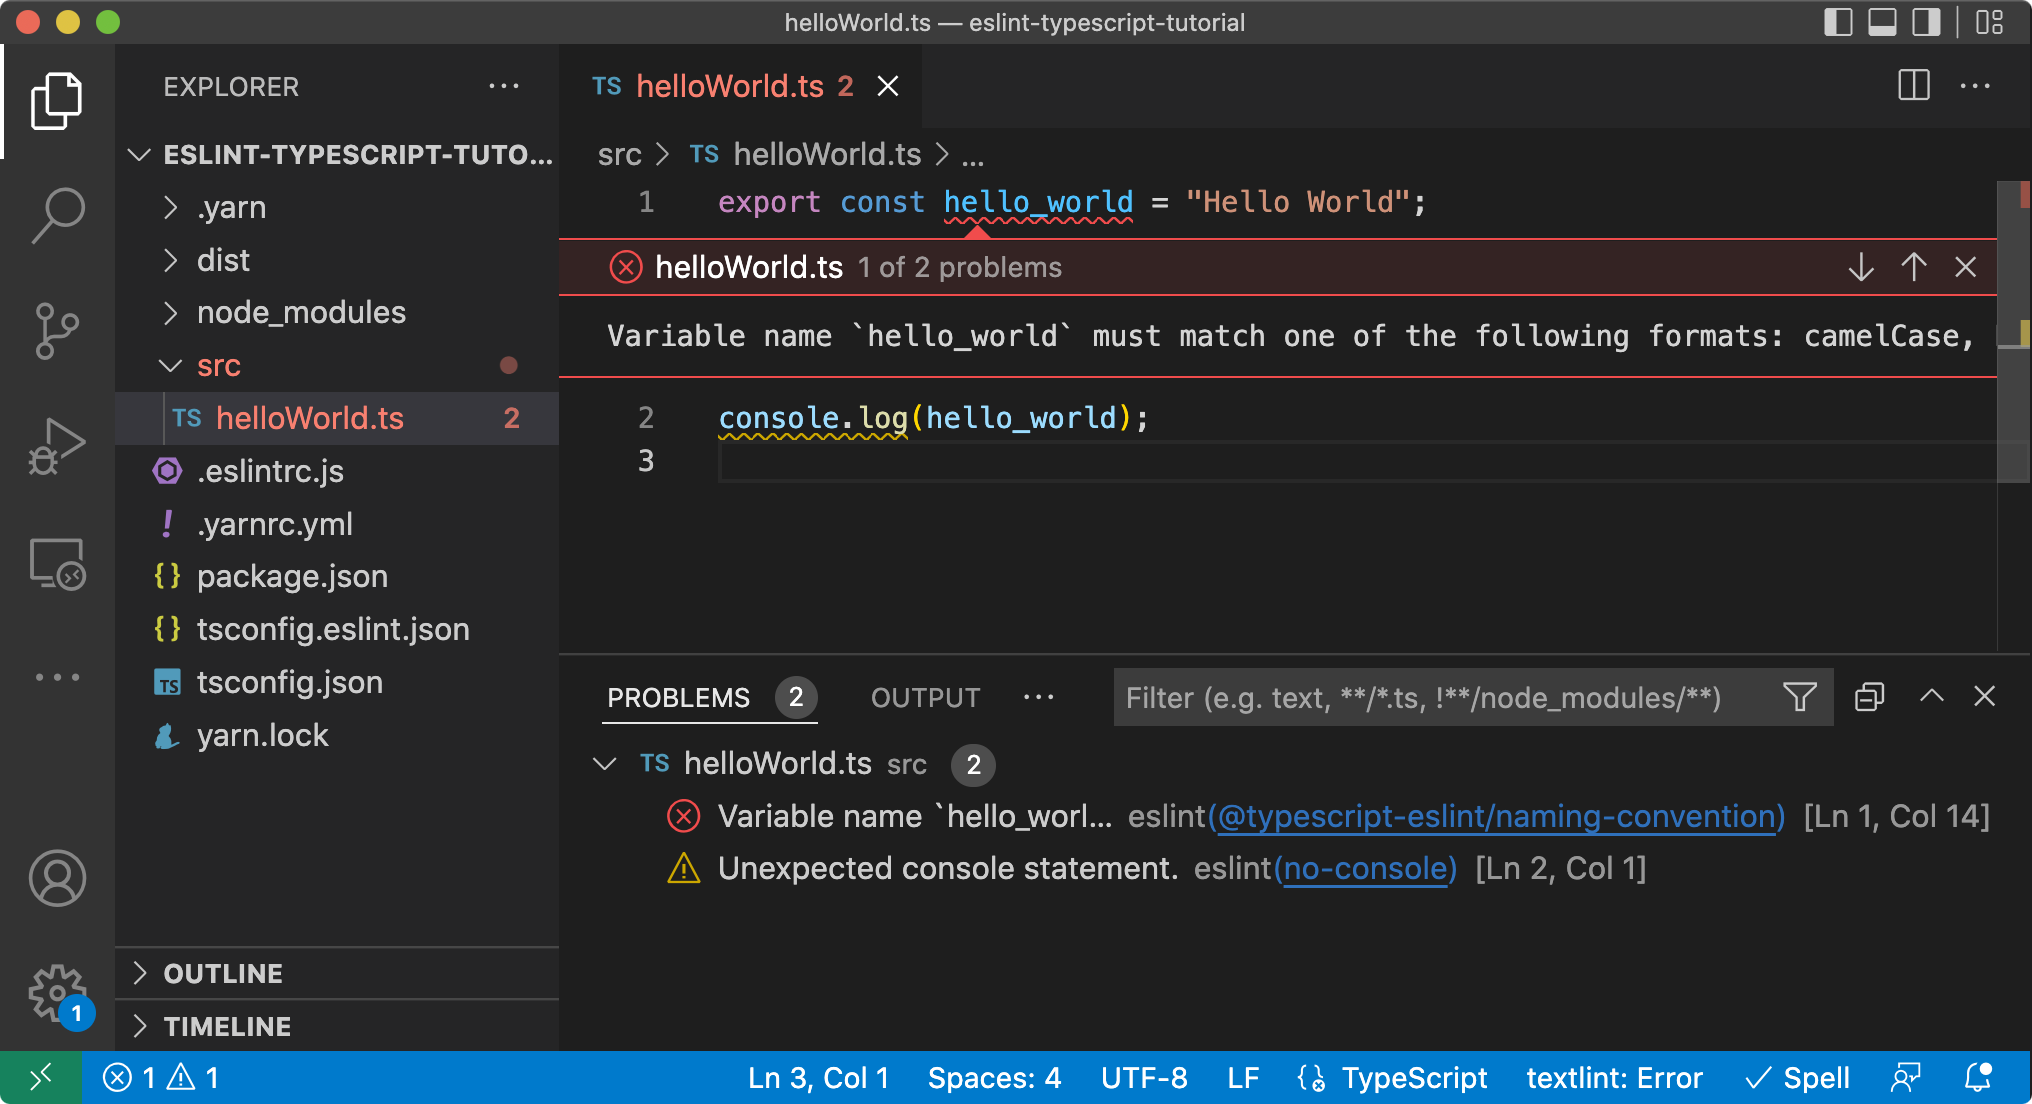 helloWorld.ts — eslint-typescript-tutorial
EXPLORER
ESLINT-TYPESCRIPT-TUTO...
.yarn
dist
node_modules
src
TS helloWorld.ts 2
.eslintrc.js
! .yarnrc.yml
{} package.json
{} tsconfig.eslint.json
TS tsconfig.json
yarn.lock
OUTLINE
TIMELINE
1
TS helloWorld.ts 2
src > TS helloWorld.ts > ...
1 export const hello_world = "Hello World";
helloWorld.ts 1 of 2 problems
Variable name `hello_world` must match one of the following formats: camelCase,
2 console.log(hello_world);
3
PROBLEMS 2 OUTPUT ... Filter (e.g. text, **/*.ts, !**/node_modules/**)
TS helloWorld.ts src 2
Variable name `hello_worl... eslint(@typescript-eslint/naming-convention) [Ln 1, Col 14]
Unexpected console statement. eslint(no-console) [Ln 2, Col 1]
1 1 Ln 3, Col 1 Spaces: 4 UTF-8 LF TypeScript textlint: Error Spell